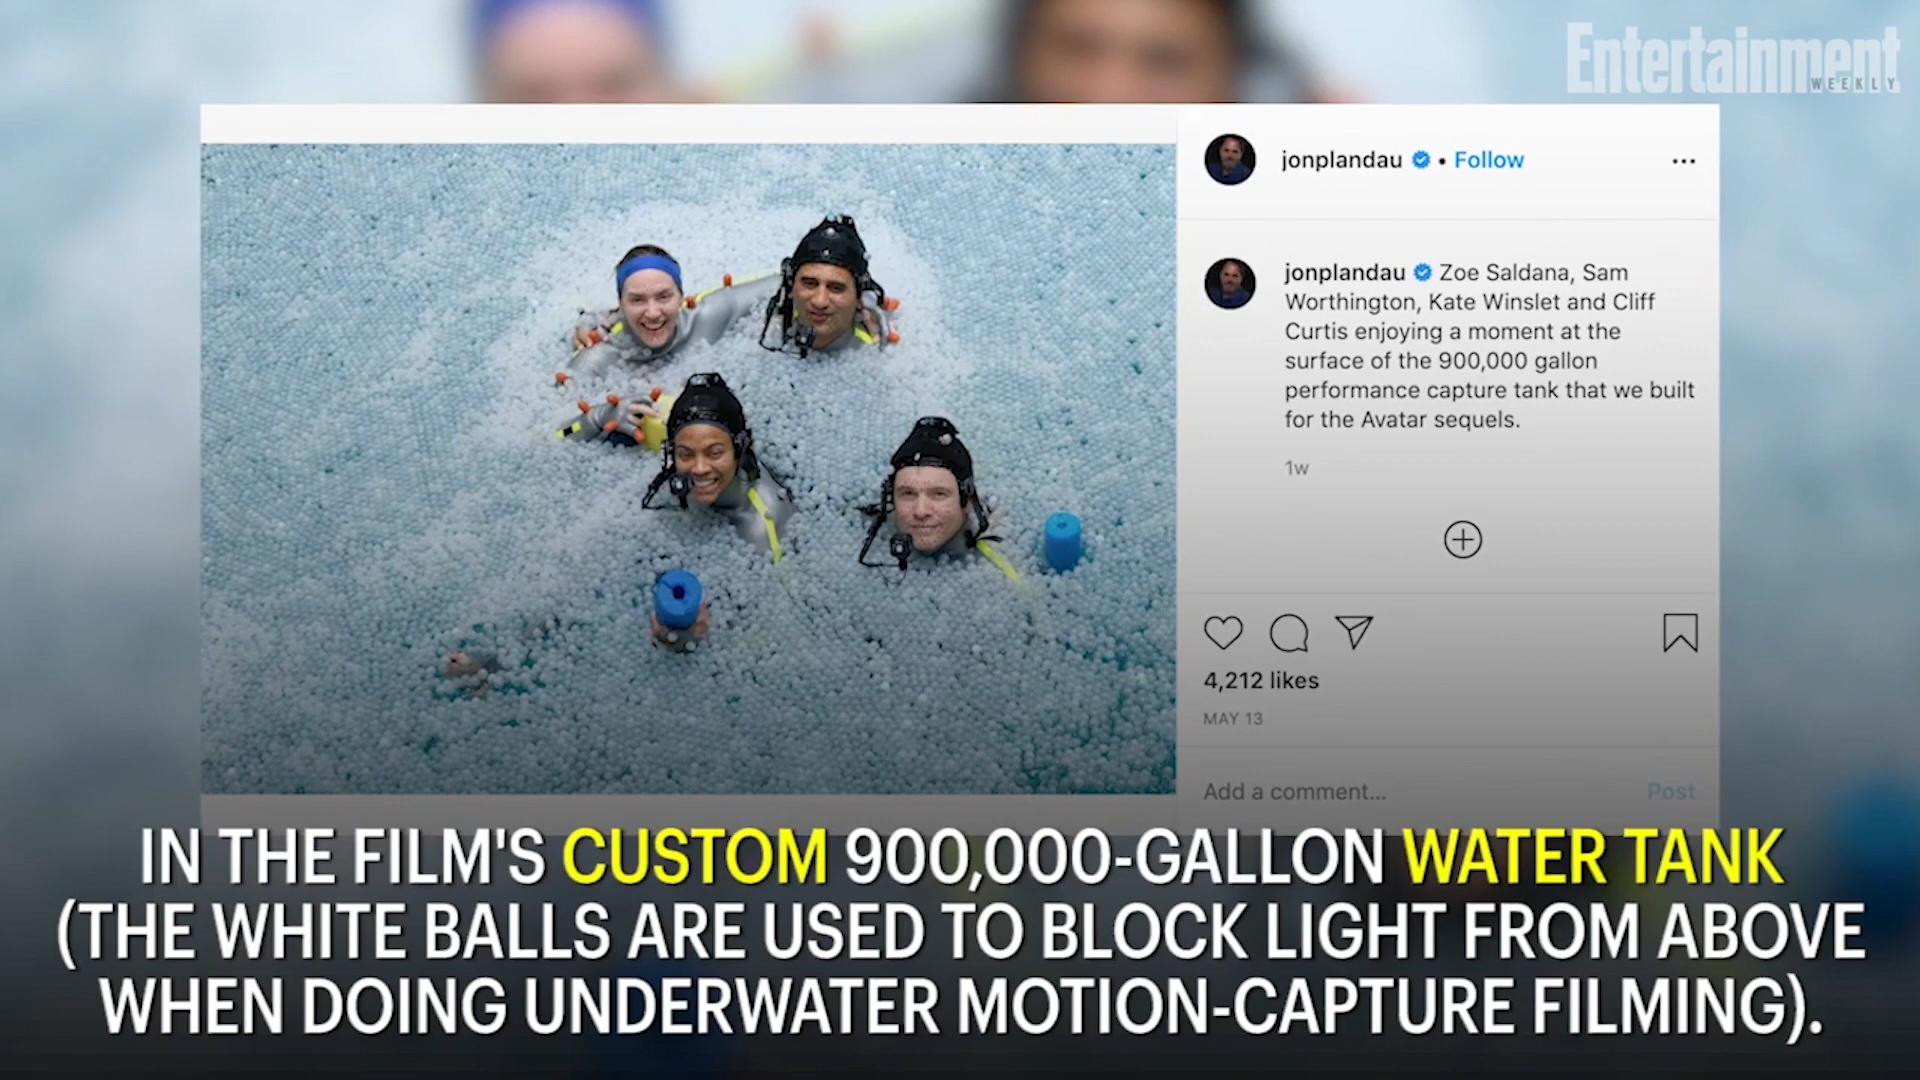 Entertainment
WEEKLY
jonplandau • Follow
...
jonplandau Zoe Saldana, Sam
Worthington, Kate Winslet and Cliff
Curtis enjoying a moment at the
surface of the 900,000 gallon
performance capture tank that we built
for the Avatar sequels.
1w
4,212 likes
MAY 13
Add a comment...
Post
IN THE FILM'S CUSTOM 900,000-GALLON WATER TANK
(THE WHITE BALLS ARE USED TO BLOCK LIGHT FROM ABOVE
WHEN DOING UNDERWATER MOTION-CAPTURE FILMING).